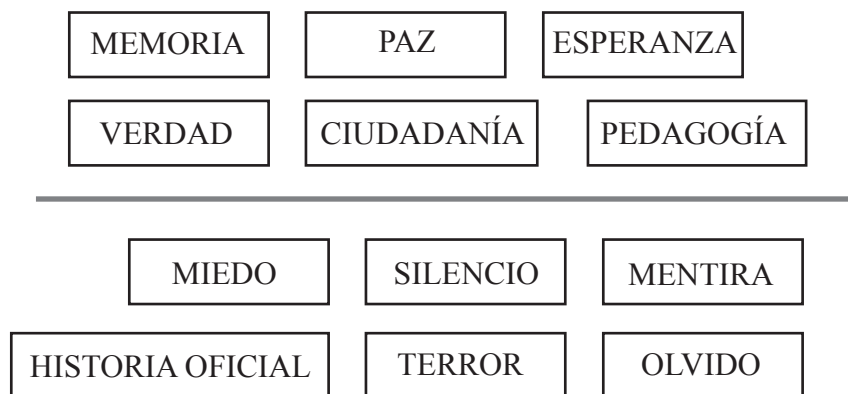 MEMORIA PAZ ESPERANZA
VERDAD CIUDADANÍA PEDAGOGÍA
MIEDO SILENCIO MENTIRA
HISTORIA OFICIAL TERROR OLVIDO